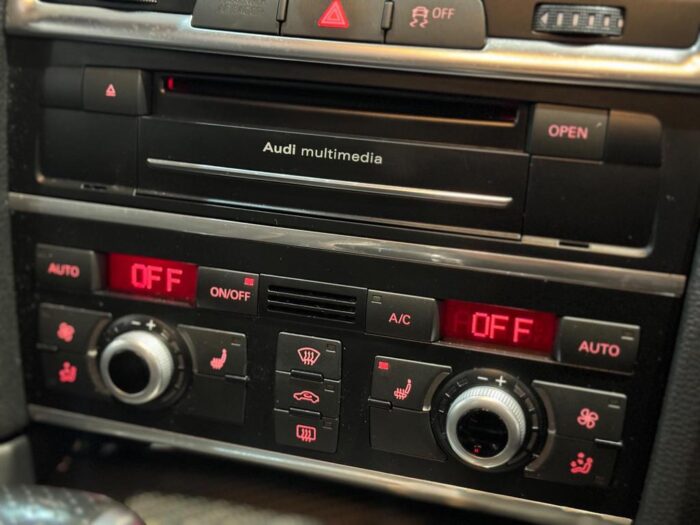 OFF
OPEN
Audi multimedia
AUTO
OFF
ON/OFF
A/C
OFF
AUTO